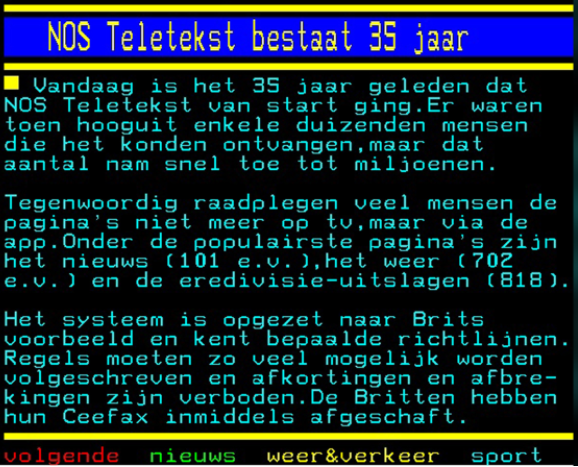 NOS Teletekst bestaat 35 jaar
Vandaag is het 35 jaar geleden dat
NOS Teletekst van start ging.Er waren
toen hooguit enkele duizenden mensen
die het konden ontvangen,maar dat
aantal nam snel toe tot miljoenen.
Tegenwoordig raadplegen veel mensen de
pagina's niet meer op tv,maar via de
app.Onder de populairste pagina's zijn
het nieuws (101 e.v.),het weer (702
e.v.) en de eredivisie-uitslagen (818).
Het systeem is opgezet naar Brits
voorbeeld en kent bepaalde richtlijnen.
Regels moeten zo veel mogelijk worden
volgeschreven en afkortingen en afbre-
kingen zijn verboden.De Britten hebben
hun Ceefax inmiddels afgeschaft.
volgende nieuws weer&verkeer sport